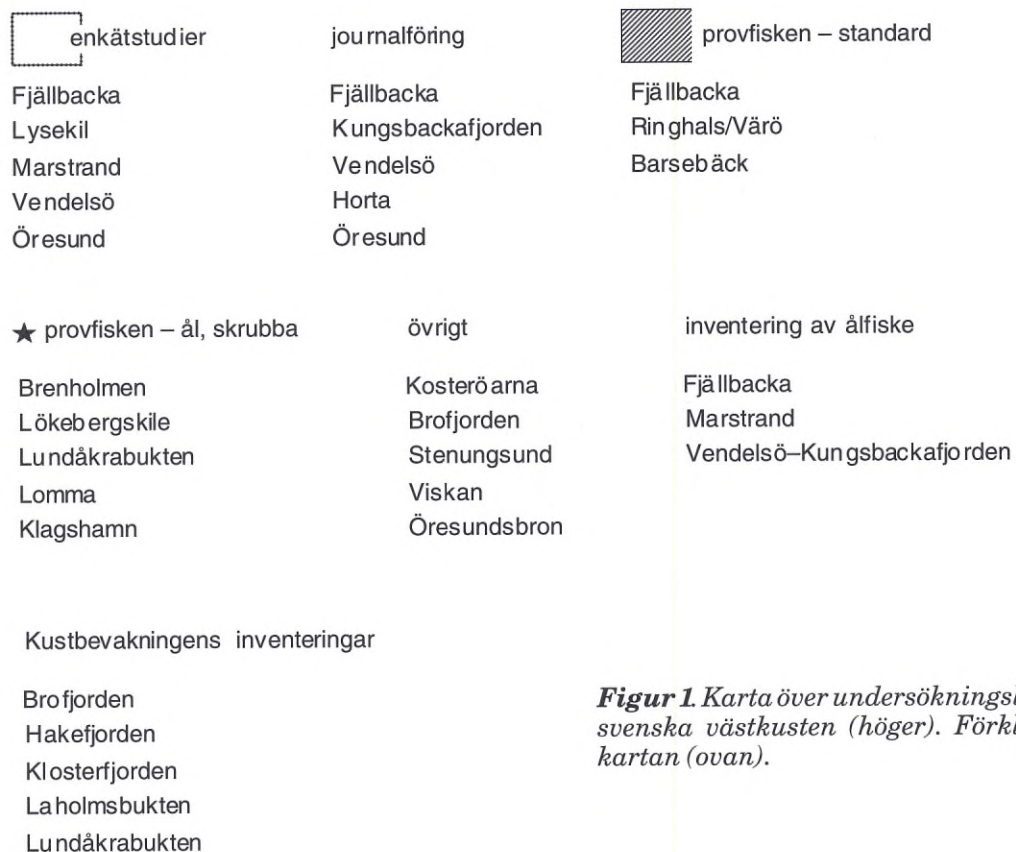 enkätstudier
Fjällbacka
Lysekil
Marstrand
Vendelsö
Öresund
journalföring
Fjällbacka
Kungsbackafjorden
Vendelsö
Horta
Öresund
provfisken – standard
Fjällbacka
Ringhals/Värö
Barsebäck
★ provfisken – ål, skrubba
Brenholmen
Lökebergskile
Lundåkrabukten
Lomma
Klagshamn
övrigt
Kosteröarna
Brofjorden
Stenungsund
Viskan
Öresundsbron
inventering av ålfiske
Fjällbacka
Marstrand
Vendelsö–Kungsbackafjorden
Kustbevakningens inventeringar
Brofjorden
Hakefjorden
Klosterfjorden
Laholmsbukten
Lundåkrabukten
Figur 1. Karta över
svenska västkusten (höger).
kartan (ovan).